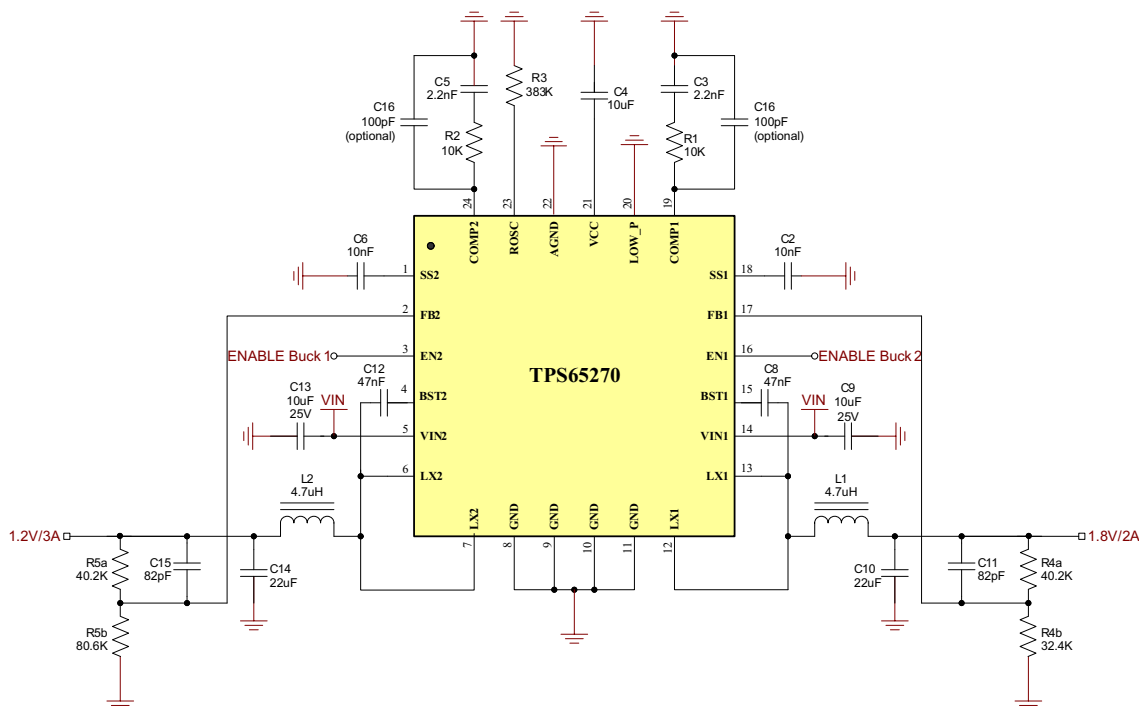 C16
100pF
(optional)
C5
2.2nF
R2
10K
R3
383K
C4
10uF
C3
2.2nF
R1
10K
C16
100pF
(optional)
24
23
22
21
20
19
COMP2
ROSC
AGND
VCC
LOW_P
COMP1
C6
10nF
1
SS2
SS1
18
C2
10nF
2
FB2
FB1
17
ENABLE Buck 1
3
EN2
EN1
16
ENABLE Buck 2
TPS65270
C12
47nF
4
BST2
BST1
15
C8
47nF
C13
10uF
25V
VIN
5
VIN2
VIN1
14
VIN
C9
10uF
25V
6
LX2
LX1
13
L2
4.7uH
L1
4.7uH
LX2
GND
GND
GND
GND
LX1
7
8
9
10
11
12
1.2V/3A
1.8V/2A
R5a
40.2K
C15
82pF
C14
22uF
C10
22uF
C11
82pF
R4a
40.2K
R5b
80.6K
R4b
32.4K